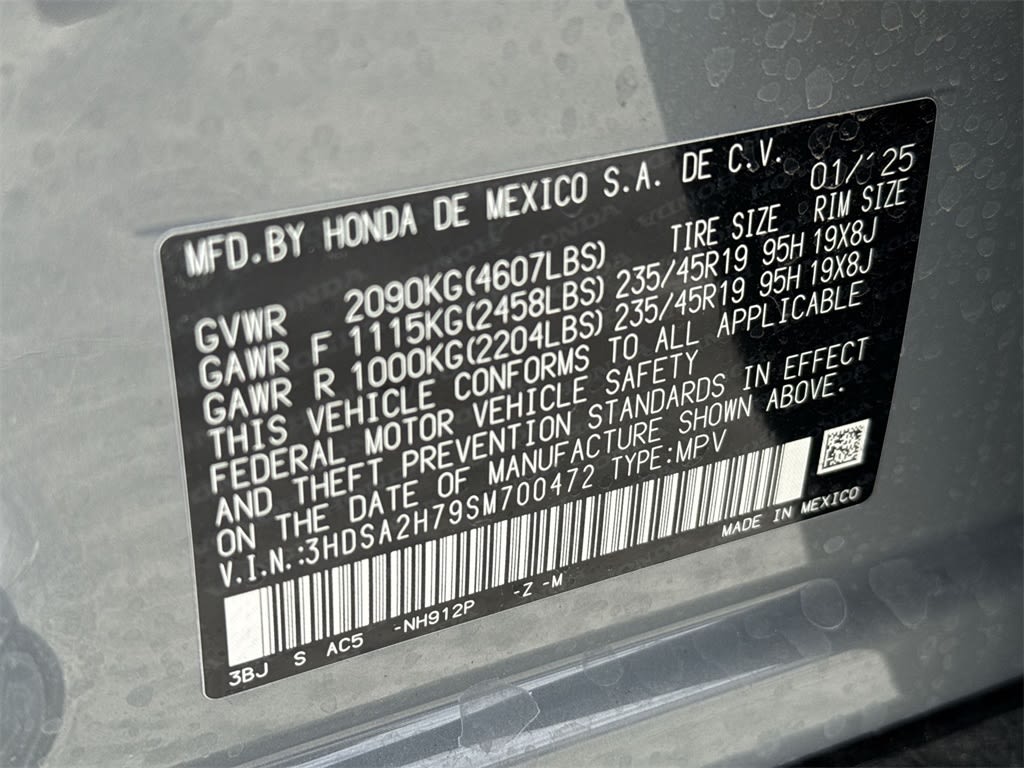 MFD.BY HONDA DE MEXICO S.A. DE C.V. 01/25
TIRE SIZE RIM SIZE
GVWR 2090KG(4607LBS)
GAWR F 1115KG(2458LBS) 235/45R19 95H 19X8J
GAWR R 1000KG(2204LBS) 235/45R19 95H 19X8J
THIS VEHICLE CONFORMS TO ALL APPLICABLE
FEDERAL MOTOR VEHICLE SAFETY
AND THEFT PREVENTION STANDARDS IN EFFECT
ON THE DATE OF MANUFACTURE SHOWN ABOVE.
V.I.N.:3HDSA2H79SM700472 TYPE:MPV
MADE IN MEXICO
3BJ S AC5 -NH912P -Z -M